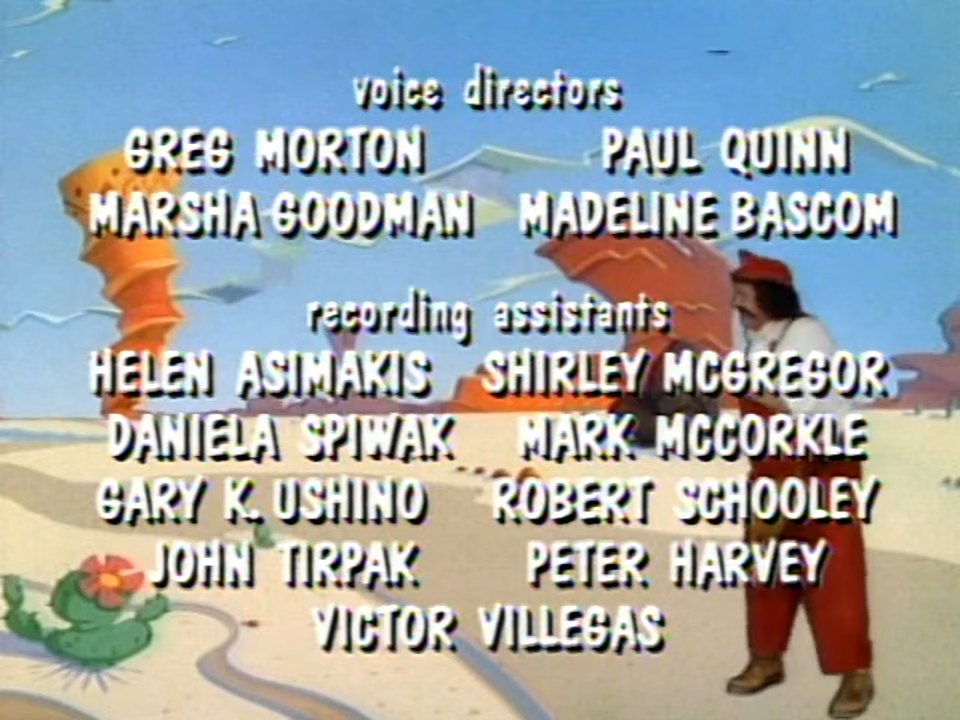 voice directors
GREG MORTON PAUL QUINN
MARSHA GOODMAN MADELINE BASCOM
recording assistants
HELEN ASIMAKIS SHIRLEY MCGREGOR
DANIELA SPIWAK MARK MCCORKLE
GARY K. USHINO ROBERT SCHOOLEY
JOHN TIRPAK PETER HARVEY
VICTOR VILLEGAS